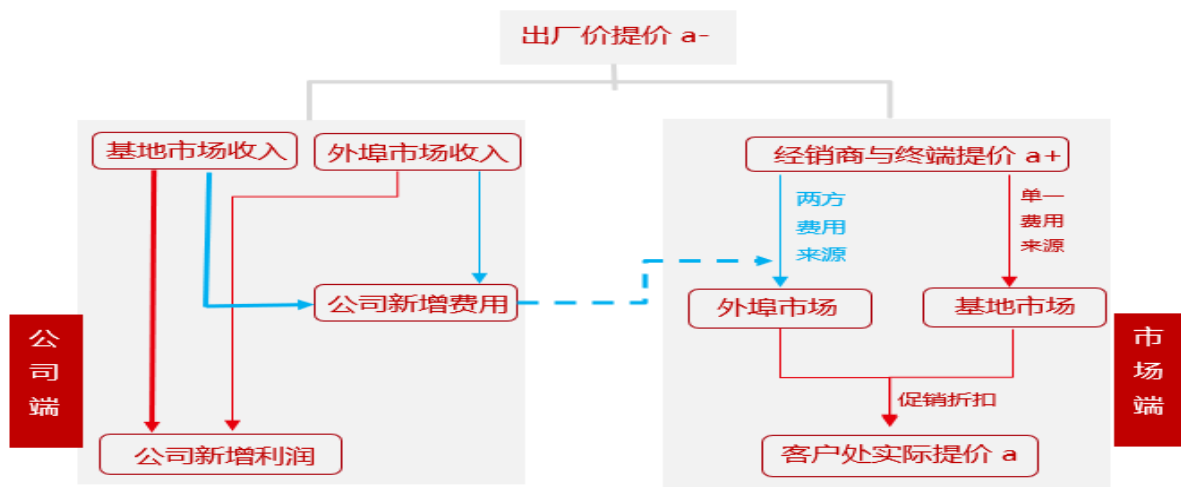 出厂价提价 a-
基地市场收入
外埠市场收入
公司新增费用
公司新增利润
公司端
经销商与终端提价 a+
两方
费用
来源
单一
费用
来源
外埠市场
基地市场
促销折扣
客户处实际提价 a
市场端